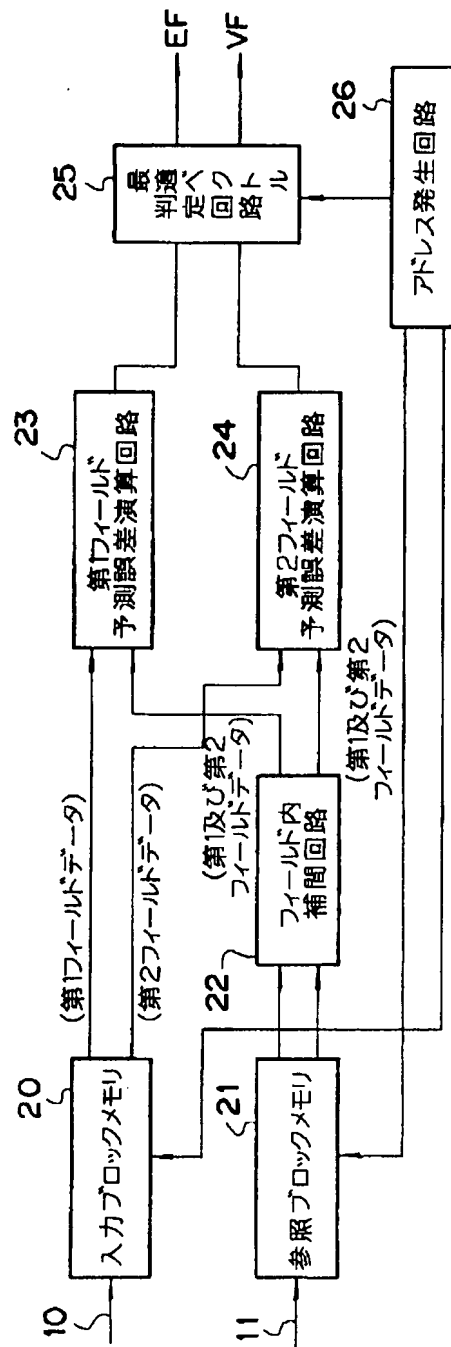 10
20
入力ブロックメモリ
(第1フィールドデータ)
(第2フィールドデータ)
11
21
参照ブロックメモリ
22
フィールド内
補間回路
(第1及び第2
フィールドデータ)
23
第1フィールド
予測誤差演算回路
24
第2フィールド
予測誤差演算回路
(第1及び第2
フィールドデータ)
25
最適ベクトル
判定回路
EF
VF
26
アドレス発生回路